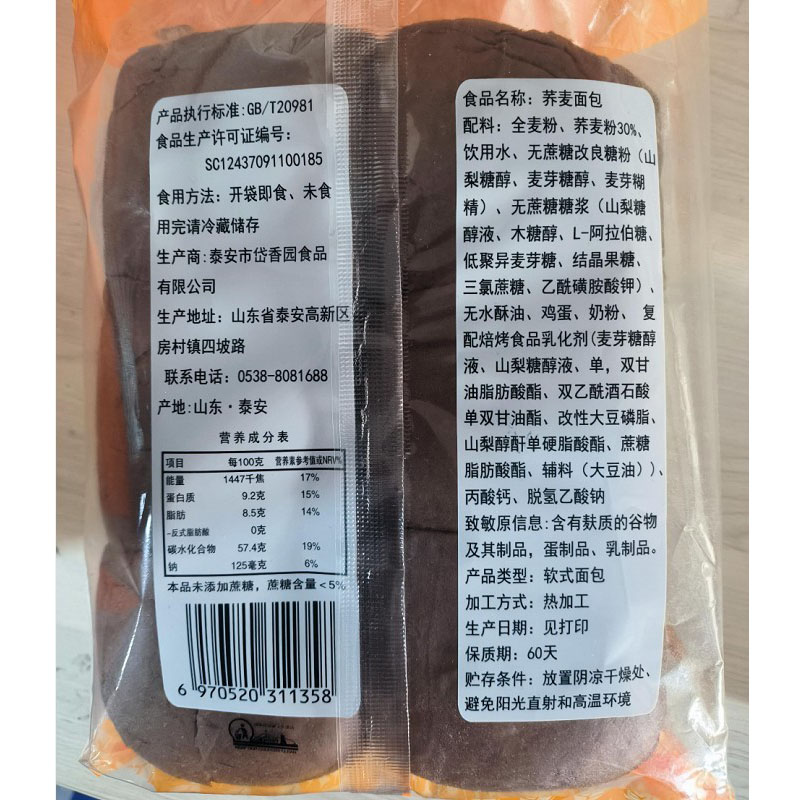 产品执行标准:GB/T20981
食品生产许可证编号:
SC12437091100185
食用方法: 开袋即食、未食
用完请冷藏储存
生产商:泰安市岱香园食品
有限公司
生产地址: 山东省泰安高新区
房村镇四坡路
联系电话: 0538-8081688
产地:山东·泰安
营养成分表
项目 每100克 营养素参考值或NRV%
能量 1447千焦 17%
蛋白质 9.2克 15%
脂肪 8.5克 14%
-反式脂肪酸 0克
碳水化合物 57.4克 19%
钠 125毫克 6%
本品未添加蔗糖, 蔗糖含量<5%
6 970520 311358
食品名称: 荞麦面包
配料: 全麦粉、荞麦粉30%、
饮用水、无蔗糖改良糖粉(山
梨糖醇、麦芽糖醇、麦芽糊
精)、无蔗糖糖浆(山梨糖
醇液、木糖醇、L-阿拉伯糖、
低聚异麦芽糖、结晶果糖、
三氯蔗糖、乙酰磺胺酸钾)、
无水酥油、鸡蛋、奶粉、 复
配焙烤食品乳化剂(麦芽糖醇
液、山梨糖醇液、单,双甘
油脂肪酸酯、双乙酰酒石酸
单双甘油酯、改性大豆磷脂、
山梨醇酐单硬脂酸酯、蔗糖
脂肪酸酯、辅料(大豆油))、
丙酸钙、脱氢乙酸钠
致敏原信息:含有麸质的谷物
及其制品, 蛋制品、乳制品。
产品类型: 软式面包
加工方式: 热加工
生产日期: 见打印
保质期: 60天
贮存条件: 放置阴凉干燥处、
避免阳光直射和高温环境